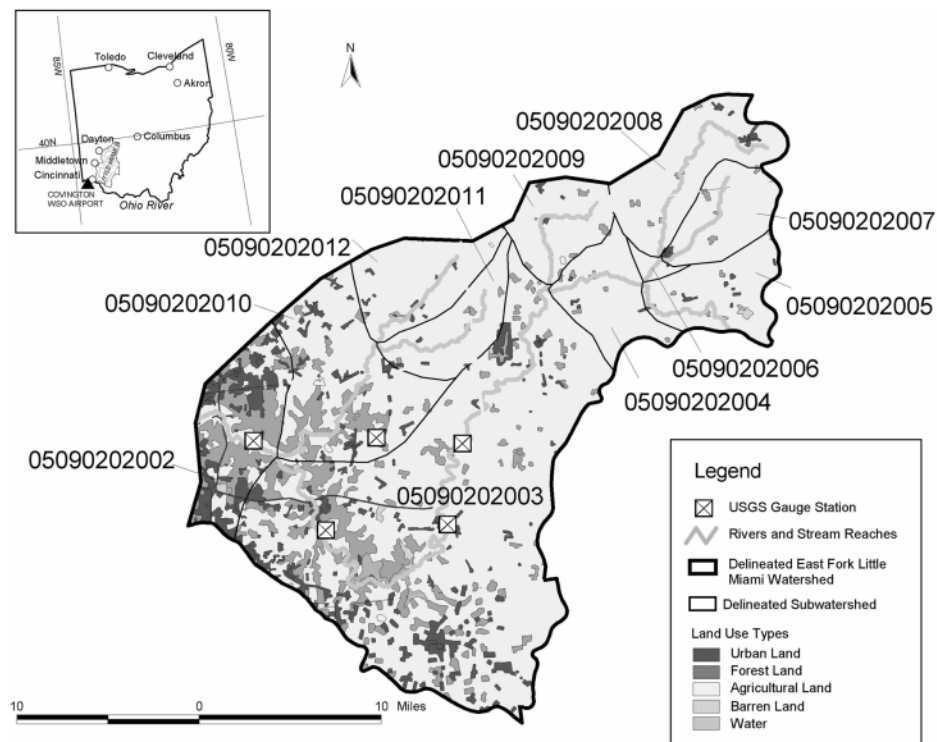 85W
80W
Toledo
Cleveland
Akron
40N
Columbus
Dayton
Middletown
Cincinnati
COVINGTON
WSO AIRPORT
Ohio River
N
05090202008
05090202009
05090202011
05090202012
05090202007
05090202010
05090202005
05090202006
05090202004
05090202002
05090202003
Legend
USGS Gauge Station
Rivers and Stream Reaches
Delineated East Fork Little
Miami Watershed
Delineated Subwatershed
Land Use Types
Urban Land
Forest Land
Agricultural Land
Barren Land
Water
10 0 10 Miles